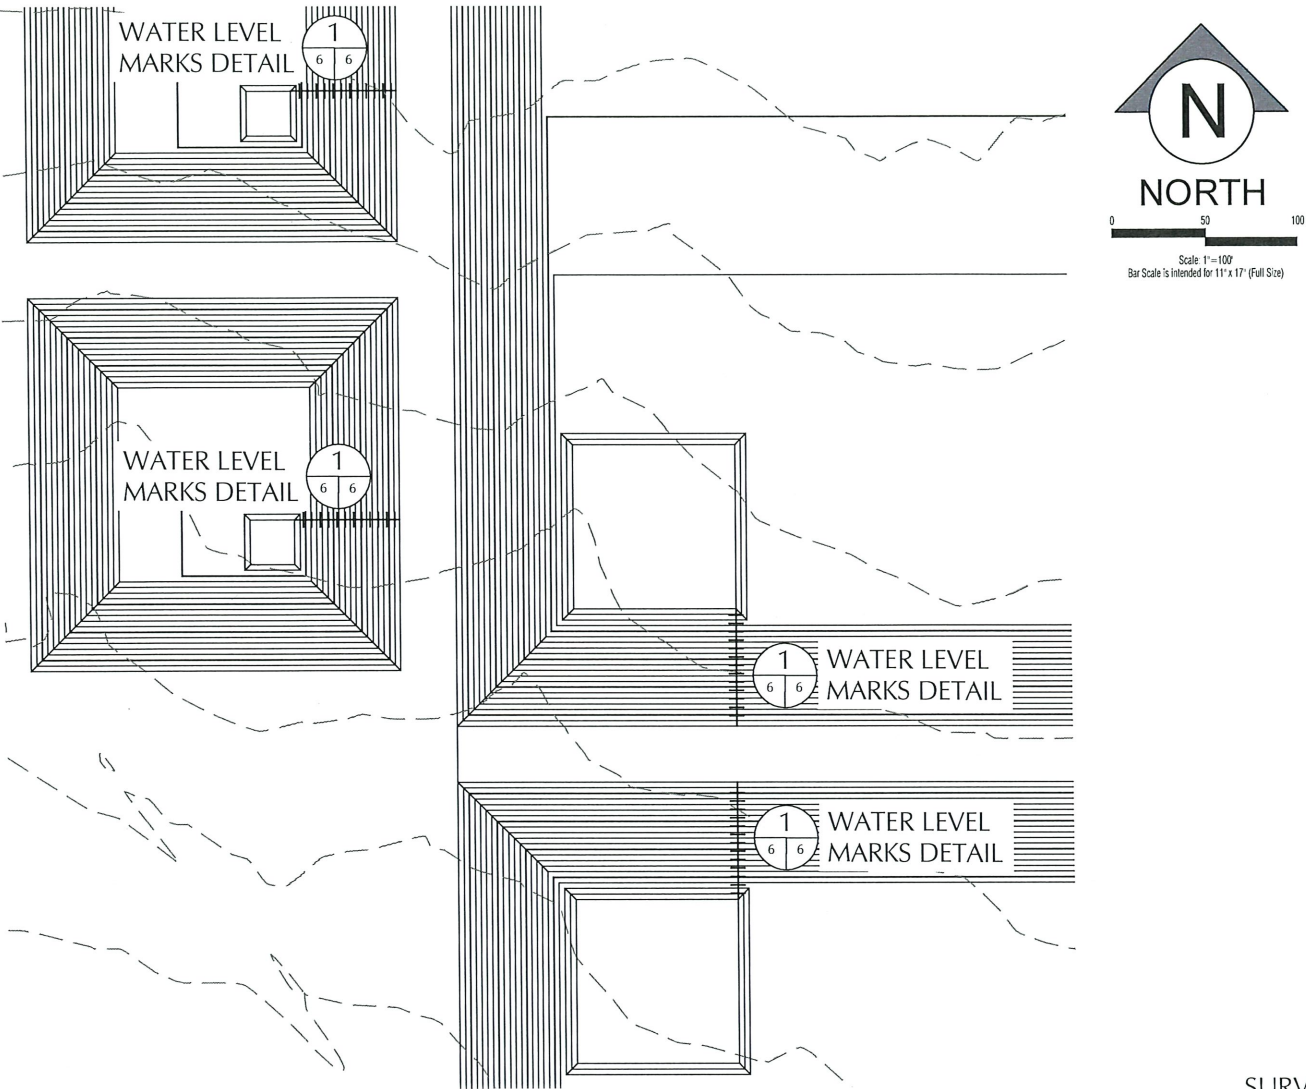 WATER LEVEL
MARKS DETAIL
1
6 6
N
NORTH
0 50 100
Scale: 1"=100'
Bar Scale is intended for 11" x 17" (Full Size)
WATER LEVEL
MARKS DETAIL
1
6 6
1
6 6
WATER LEVEL
MARKS DETAIL
1
6 6
WATER LEVEL
MARKS DETAIL
SURV